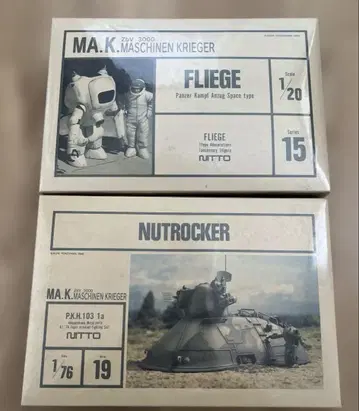 MA.K. ZbV 3000
MASCHINEN KRIEGER
FLIEGE
Panzer Kampf Anzug Space type
Scale
1/20
FLIEGE
NITTO
Series
15
NUTROCKER
MA.K. ZbV 3000
MASCHINEN KRIEGER
P.K.H.103 1a
NITTO
1/76
19